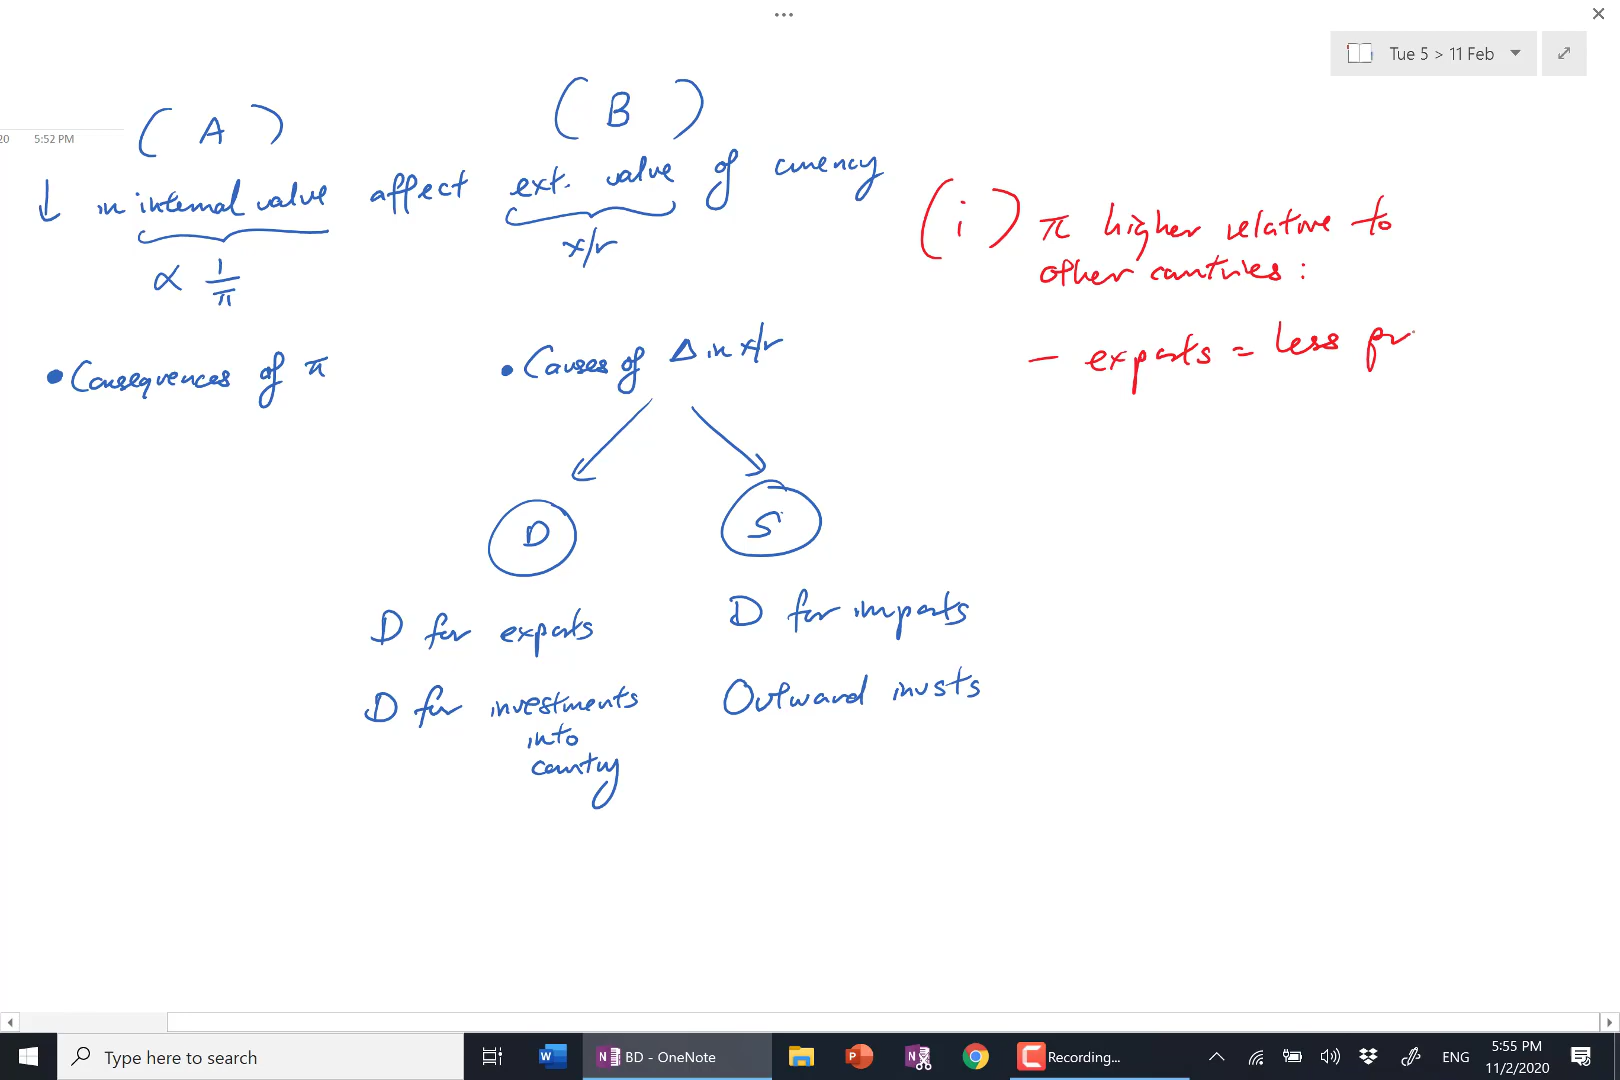 ...
Tue 5 > 11 Feb
20 5:52 PM
( A )
( B )
↓ in internal value affect ext. value of currency
∝ 1/π
x/r
• Consequences of π
• Causes of Δ in x/r
D
S
D for exports
D for investments
into
country
D for imports
Outward invsts
(i) π higher relative to
other countries :
– exports = less pr
Type here to search
BD - OneNote
Recording...
ENG
5:55 PM
11/2/2020